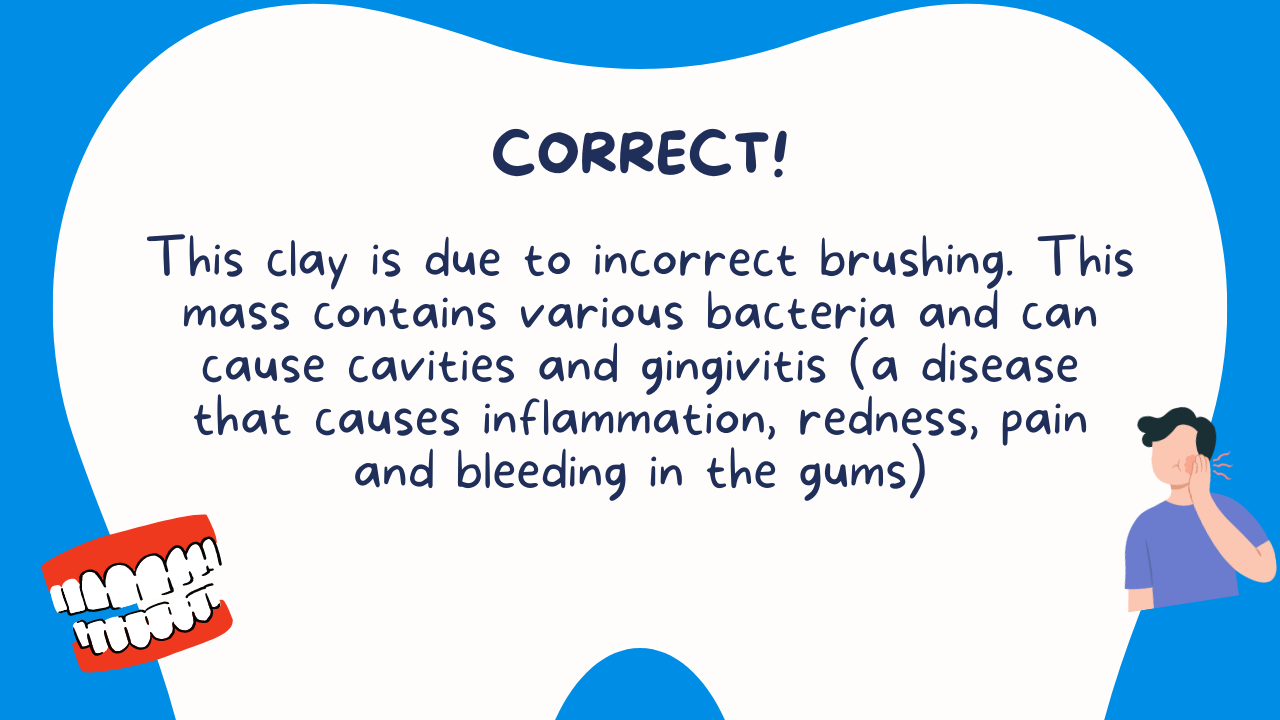 CORRECT!
This clay is due to incorrect brushing. This
mass contains various bacteria and can
cause cavities and gingivitis (a disease
that causes inflammation, redness, pain
and bleeding in the gums)